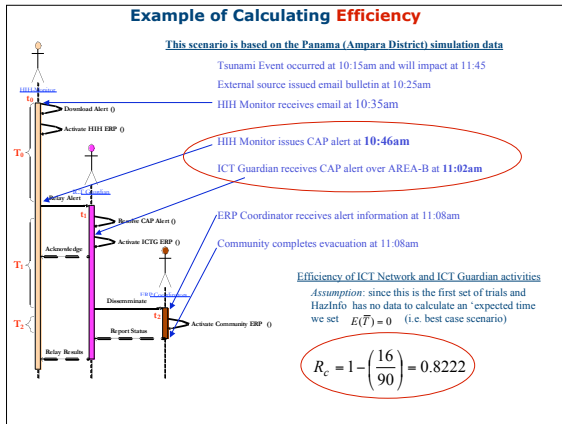 Example of Calculating Efficiency
This scenario is based on the Panama (Ampara District) simulation data
Tsunami Event occurred at 10:15am and will impact at 11:45
External source issued email bulletin at 10:25am
HIH Monitor receives email at 10:35am
HIH Monitor issues CAP alert at 10:46am
ICT Guardian receives CAP alert over AREA-B at 11:02am
ERP Coordinator receives alert information at 11:08am
Community completes evacuation at 11:08am
Efficiency of ICT Network and ICT Guardian activities
Assumption: since this is the first set of trials and
HazInfo has no data to calculate an ‘expected time
we set E(T̅) = 0 (i.e. best case scenario)
R_c = 1 − (16/90) = 0.8222
HIH Monitor
t0
Download Alert ()
Activate HIH ERP ()
T0
Relay Alert
t1
Resolve CAP Alert ()
Activate ICTG ERP ()
Acknowledge
T1
Dissemminate
t2
T2
Activate Community ERP ()
Report Status
Relay Results